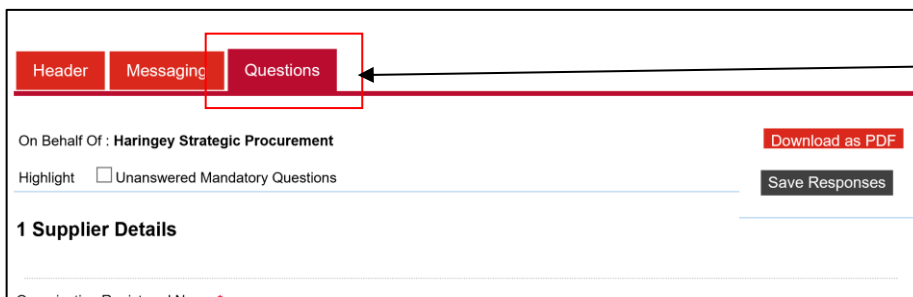 Header Messaging Questions
On Behalf Of : Haringey Strategic Procurement
Download as PDF
Highlight Unanswered Mandatory Questions
Save Responses
1 Supplier Details